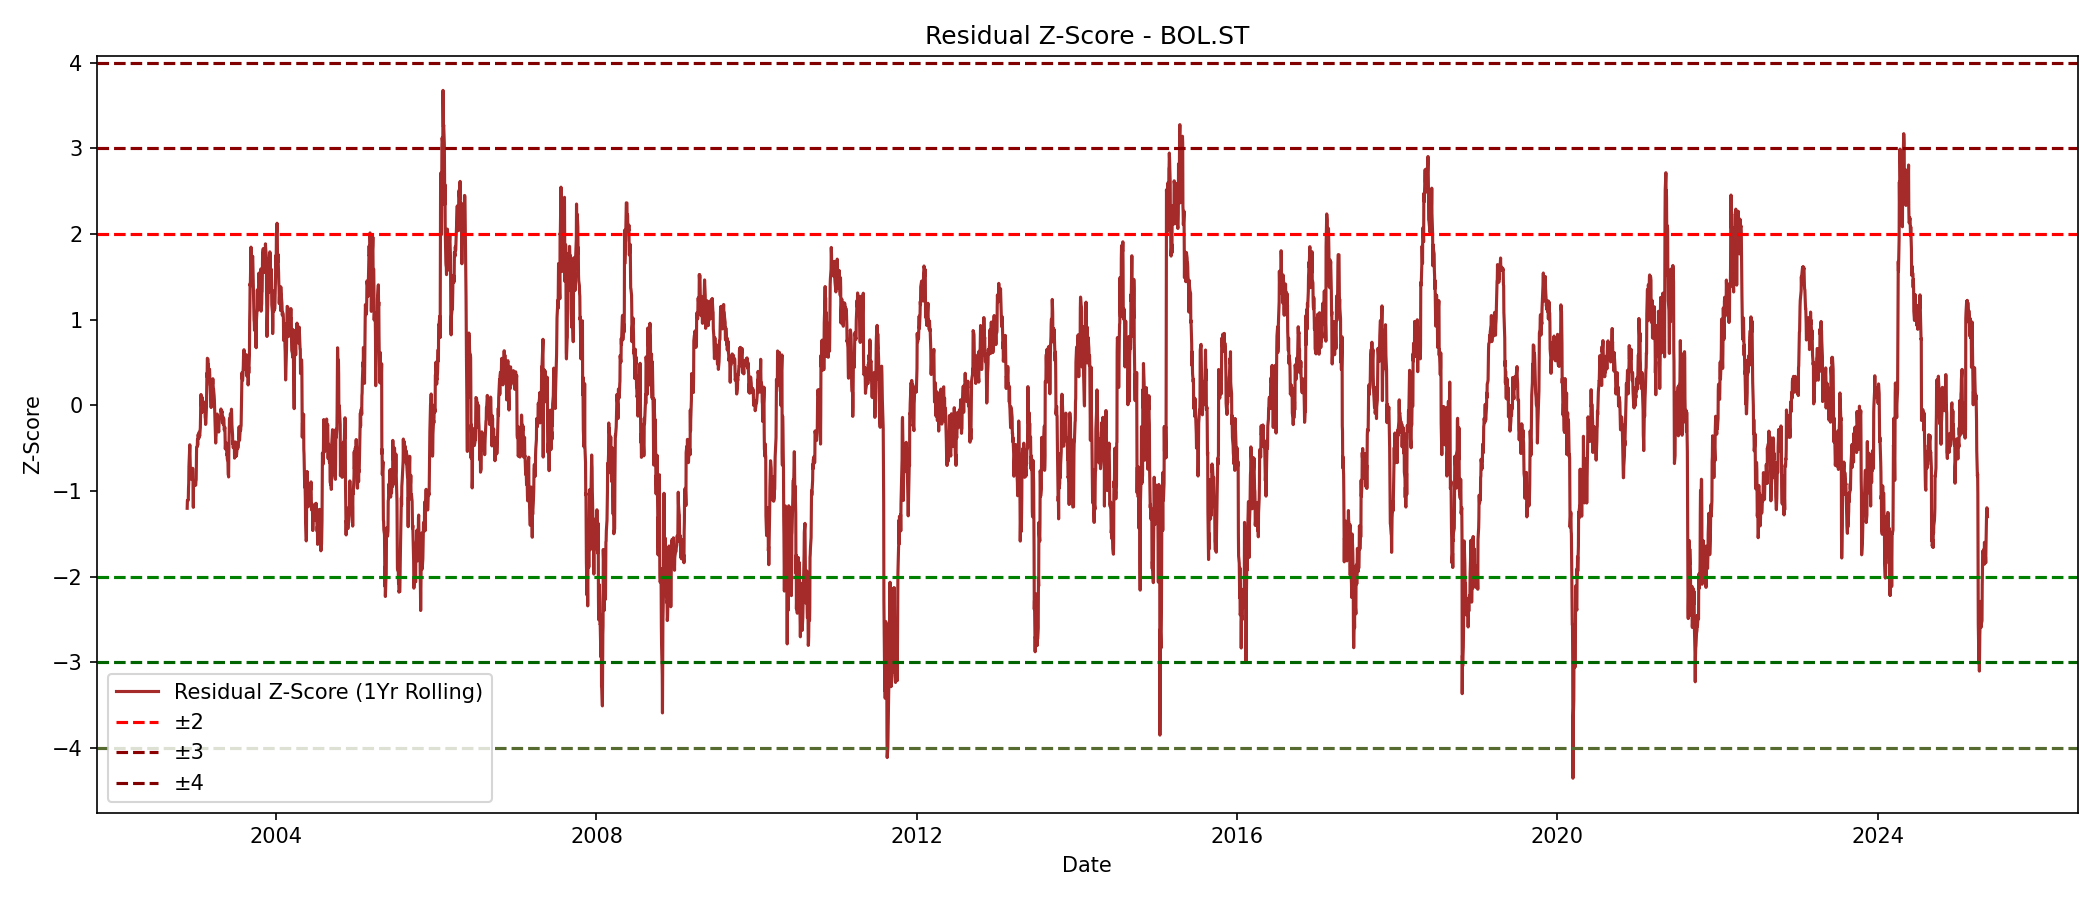 Residual Z-Score - BOL.ST
4
3
2
1
0
−1
−2
−3
−4
Z-Score
Residual Z-Score (1Yr Rolling)
±2
±3
±4
2004 2008 2012 2016 2020 2024
Date